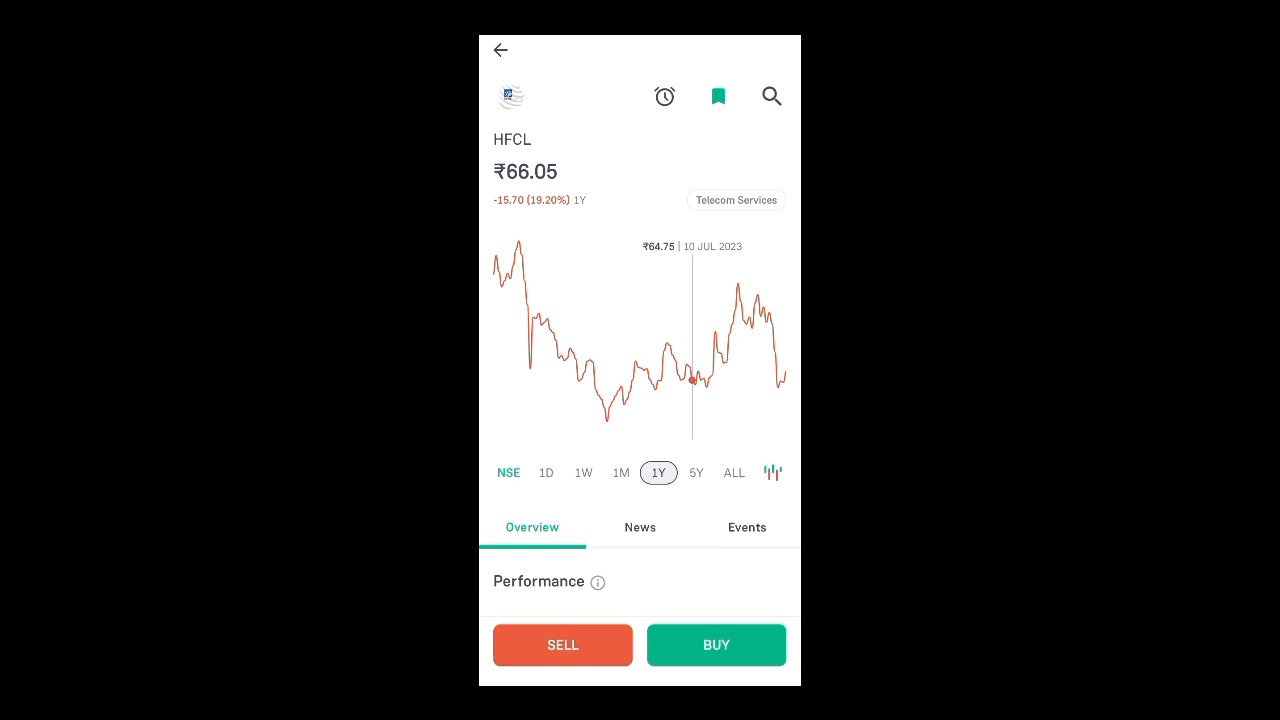 HFCL
₹66.05
-15.70 (19.20%) 1Y
Telecom Services
₹64.75 | 10 JUL 2023
NSE 1D 1W 1M 1Y 5Y ALL
Overview News Events
Performance
SELL BUY